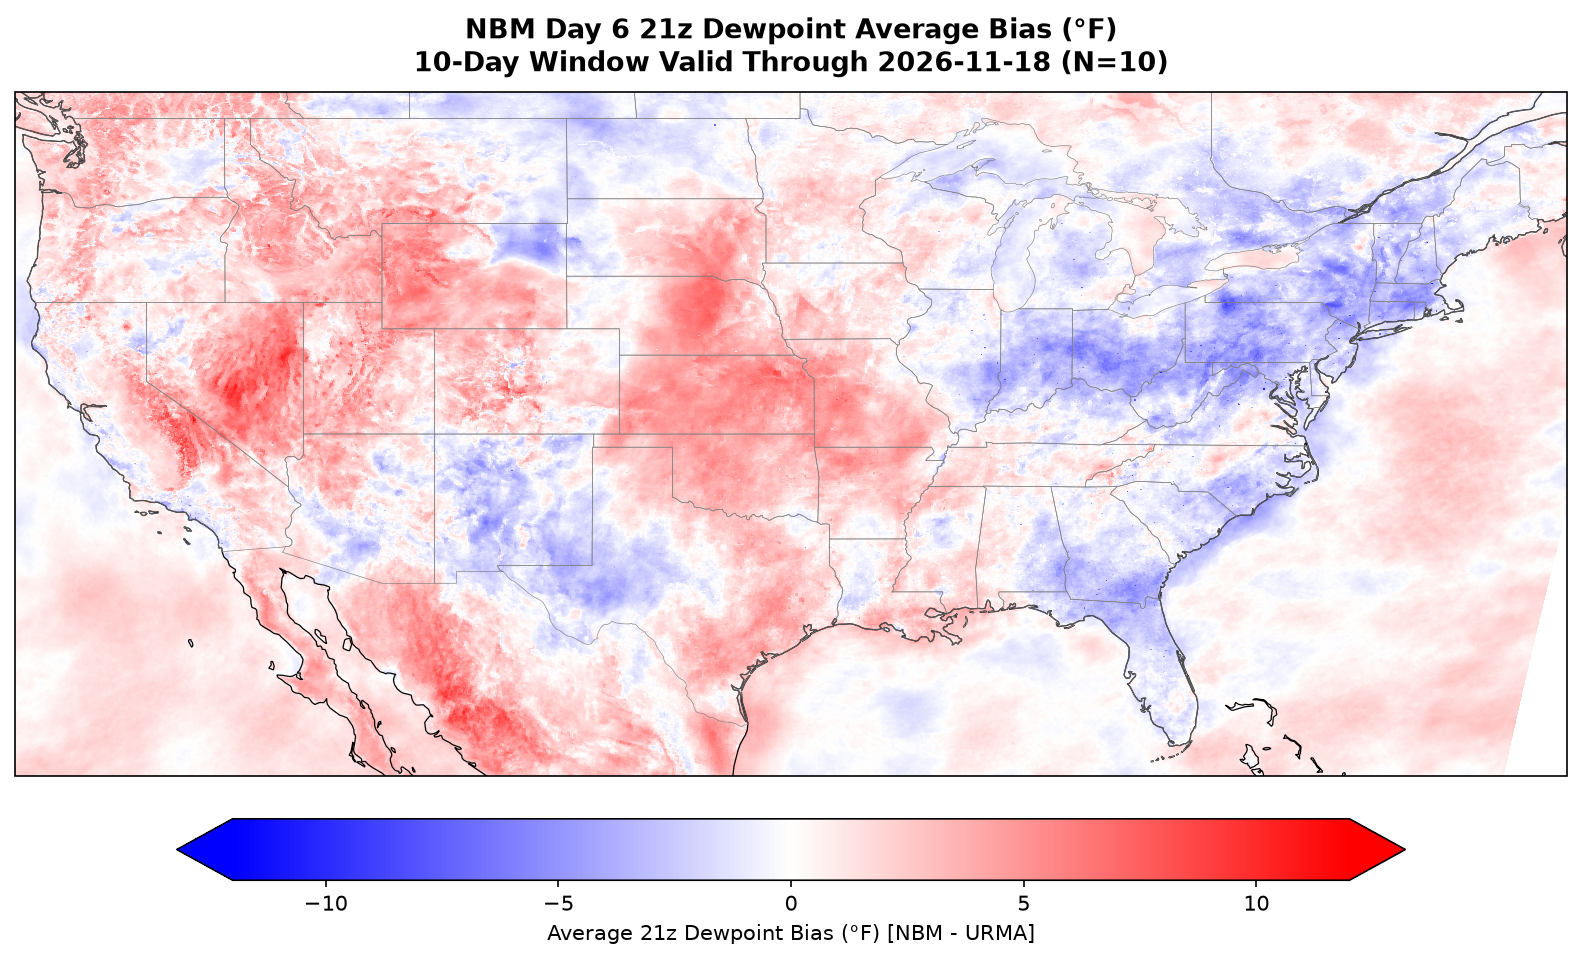 NBM Day 6 21z Dewpoint Average Bias (°F)
10-Day Window Valid Through 2026-11-18 (N=10)
−10 −5 0 5 10
Average 21z Dewpoint Bias (°F) [NBM - URMA]